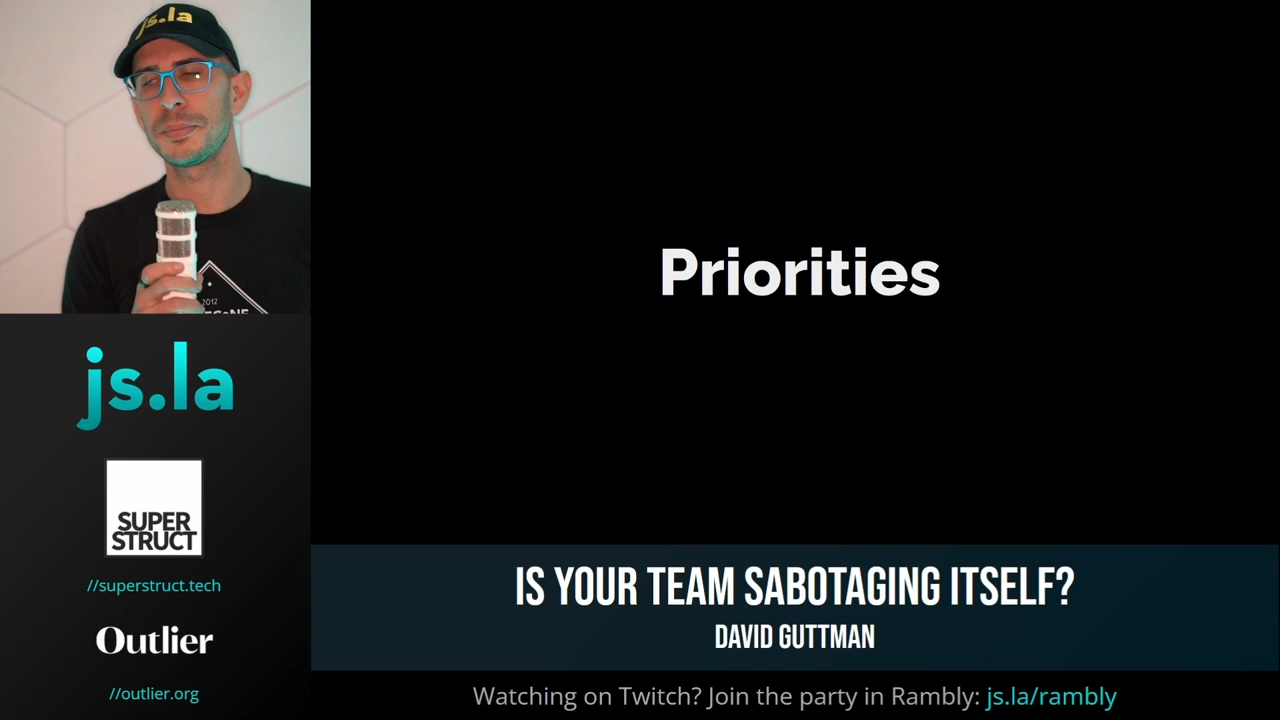 js.la
2012
js.la
SUPER
STRUCT
//superstruct.tech
Outlier
//outlier.org
Priorities
IS YOUR TEAM SABOTAGING ITSELF?
DAVID GUTTMAN
Watching on Twitch? Join the party in Rambly: js.la/rambly